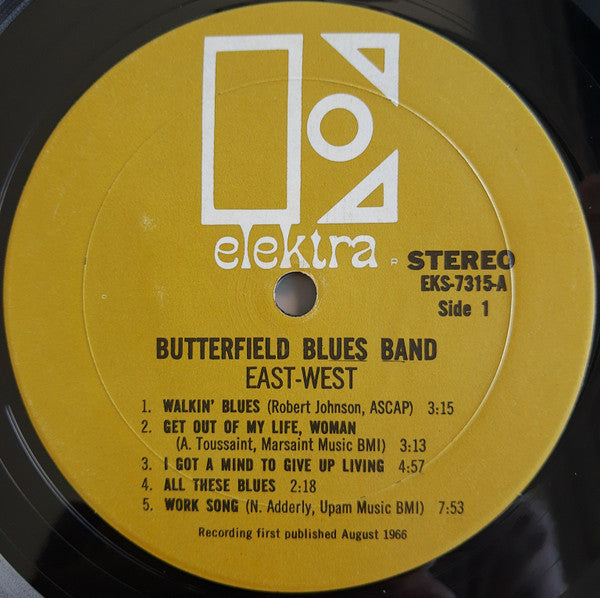 elektra R
STEREO
EKS-7315-A
Side 1
BUTTERFIELD BLUES BAND
EAST-WEST
1. WALKIN' BLUES (Robert Johnson, ASCAP) 3:15
2. GET OUT OF MY LIFE, WOMAN
(A. Toussaint, Marsaint Music BMI) 3:13
3. I GOT A MIND TO GIVE UP LIVING 4:57
4. ALL THESE BLUES 2:18
5. WORK SONG (N. Adderly, Upam Music BMI) 7:53
Recording first published August 1966